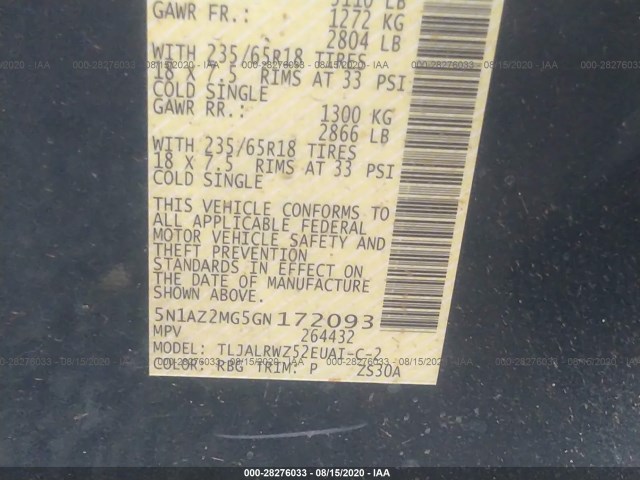 GAWR FR.: 1272 KG
2804 LB
WITH 235/65R18 TIRES
18 X 7.5 RIMS AT 33 PSI
COLD SINGLE
GAWR RR.: 1300 KG
2866 LB
WITH 235/65R18 TIRES
18 X 7.5 RIMS AT 33 PSI
COLD SINGLE
THIS VEHICLE CONFORMS TO
ALL APPLICABLE FEDERAL
MOTOR VEHICLE SAFETY AND
THEFT PREVENTION
STANDARDS IN EFFECT ON
THE DATE OF MANUFACTURE
SHOWN ABOVE.
5N1AZ2MG5GN172093
MPV 264432
MODEL: TLJALRWZ52EUAI-C-2
COLOR: RBG TRIM: P ZS30A
000-28276033 - 08/15/2020 - IAA